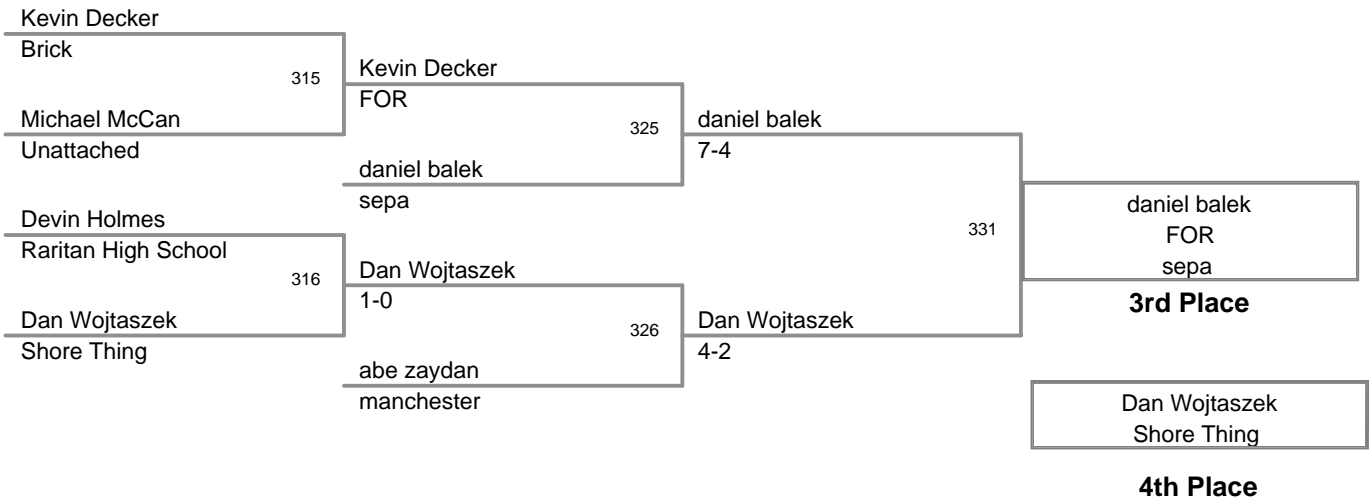 Kevin Decker
Brick
315
Michael McCan
Unattached
Kevin Decker
FOR
325
daniel balek
sepa
daniel balek
7-4
Devin Holmes
Raritan High School
316
Dan Wojtaszek
Shore Thing
Dan Wojtaszek
1-0
326
abe zaydan
manchester
Dan Wojtaszek
4-2
331
daniel balek
FOR
sepa
3rd Place
Dan Wojtaszek
Shore Thing
4th Place